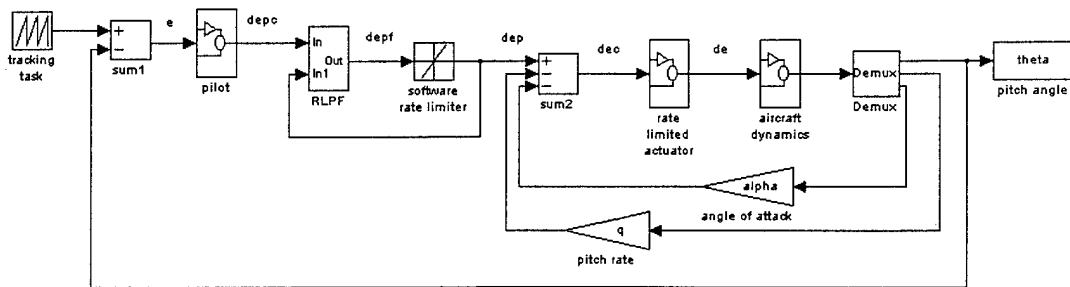 tracking
task
+
−
sum1
e
pilot
depc
In
In1
Out
RLPF
depf
software
rate limiter
dep
+
−
−
sum2
dec
rate
limited
actuator
de
aircraft
dynamics
Demux
Demux
theta
pitch angle
alpha
angle of attack
q
pitch rate